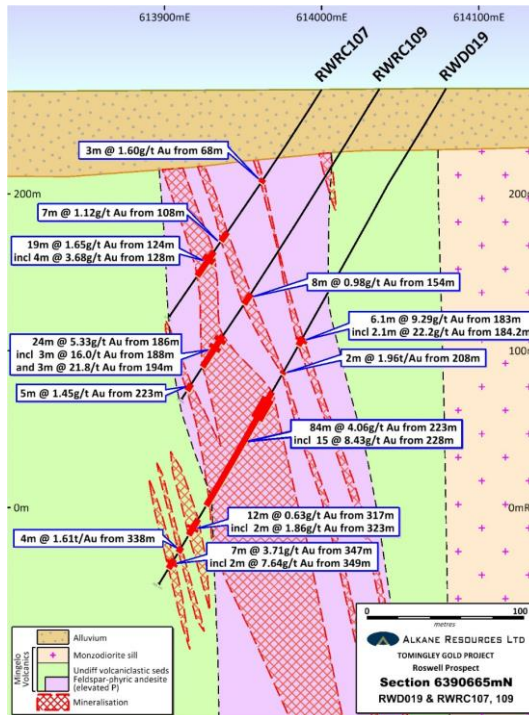 613900mE
614000mE
614100mE
RWRC107
RWRC109
RWD019
3m @ 1.60g/t Au from 68m
200m
200
7m @ 1.12g/t Au from 108m
19m @ 1.65g/t Au from 124m
incl 4m @ 3.68g/t Au from 128m
8m @ 0.98g/t Au from 154m
6.1m @ 9.29g/t Au from 183m
incl 2.1m @ 22.2g/t Au from 184.2m
24m @ 5.33g/t Au from 186m
incl 3m @ 16.0/t Au from 188m
and 3m @ 21.8/t Au from 194m
2m @ 1.96t/Au from 208m
100m
5m @ 1.45g/t Au from 223m
84m @ 4.06g/t Au from 223m
incl 15 @ 8.43g/t Au from 228m
0m
0mR
12m @ 0.63g/t Au from 317m
incl 2m @ 1.86g/t Au from 323m
4m @ 1.61t/Au from 338m
7m @ 3.71g/t Au from 347m
incl 2m @ 7.64g/t Au from 349m
Alluvium
Mingelo
Volcanics
Monzodiorite sill
Undiff volcaniclastic seds
Feldspar-phyric andesite
(elevated P)
Mineralisation
0
100
metres
ALKANE RESOURCES LTD
TOMINGLEY GOLD PROJECT
Roswell Prospect
Section 6390665mN
RWD019 & RWRC107, 109